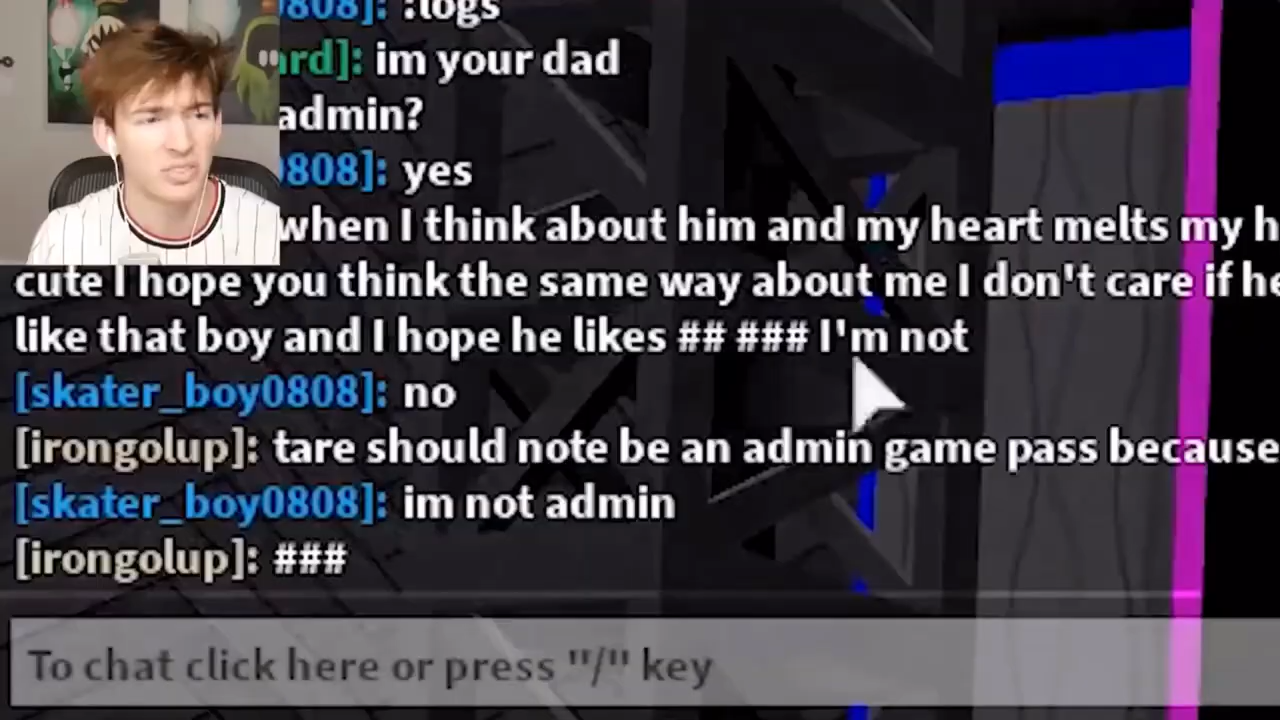 0808]: :logs
ard]: im your dad
admin?
0808]: yes
when I think about him and my heart melts my h
cute I hope you think the same way about me I don't care if he
like that boy and I hope he likes ## ### I'm not
[skater_boy0808]: no
[irongolup]: tare should note be an admin game pass because
[skater_boy0808]: im not admin
[irongolup]: ###
To chat click here or press "/" key